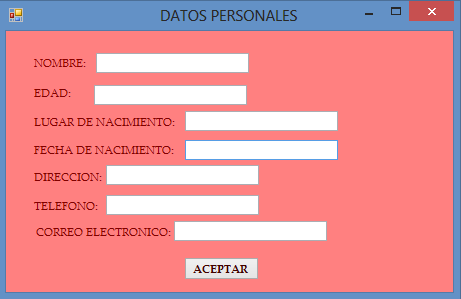 DATOS PERSONALES
NOMBRE:
EDAD:
LUGAR DE NACIMIENTO:
FECHA DE NACIMIENTO:
DIRECCION:
TELEFONO:
CORREO ELECTRONICO:
ACEPTAR